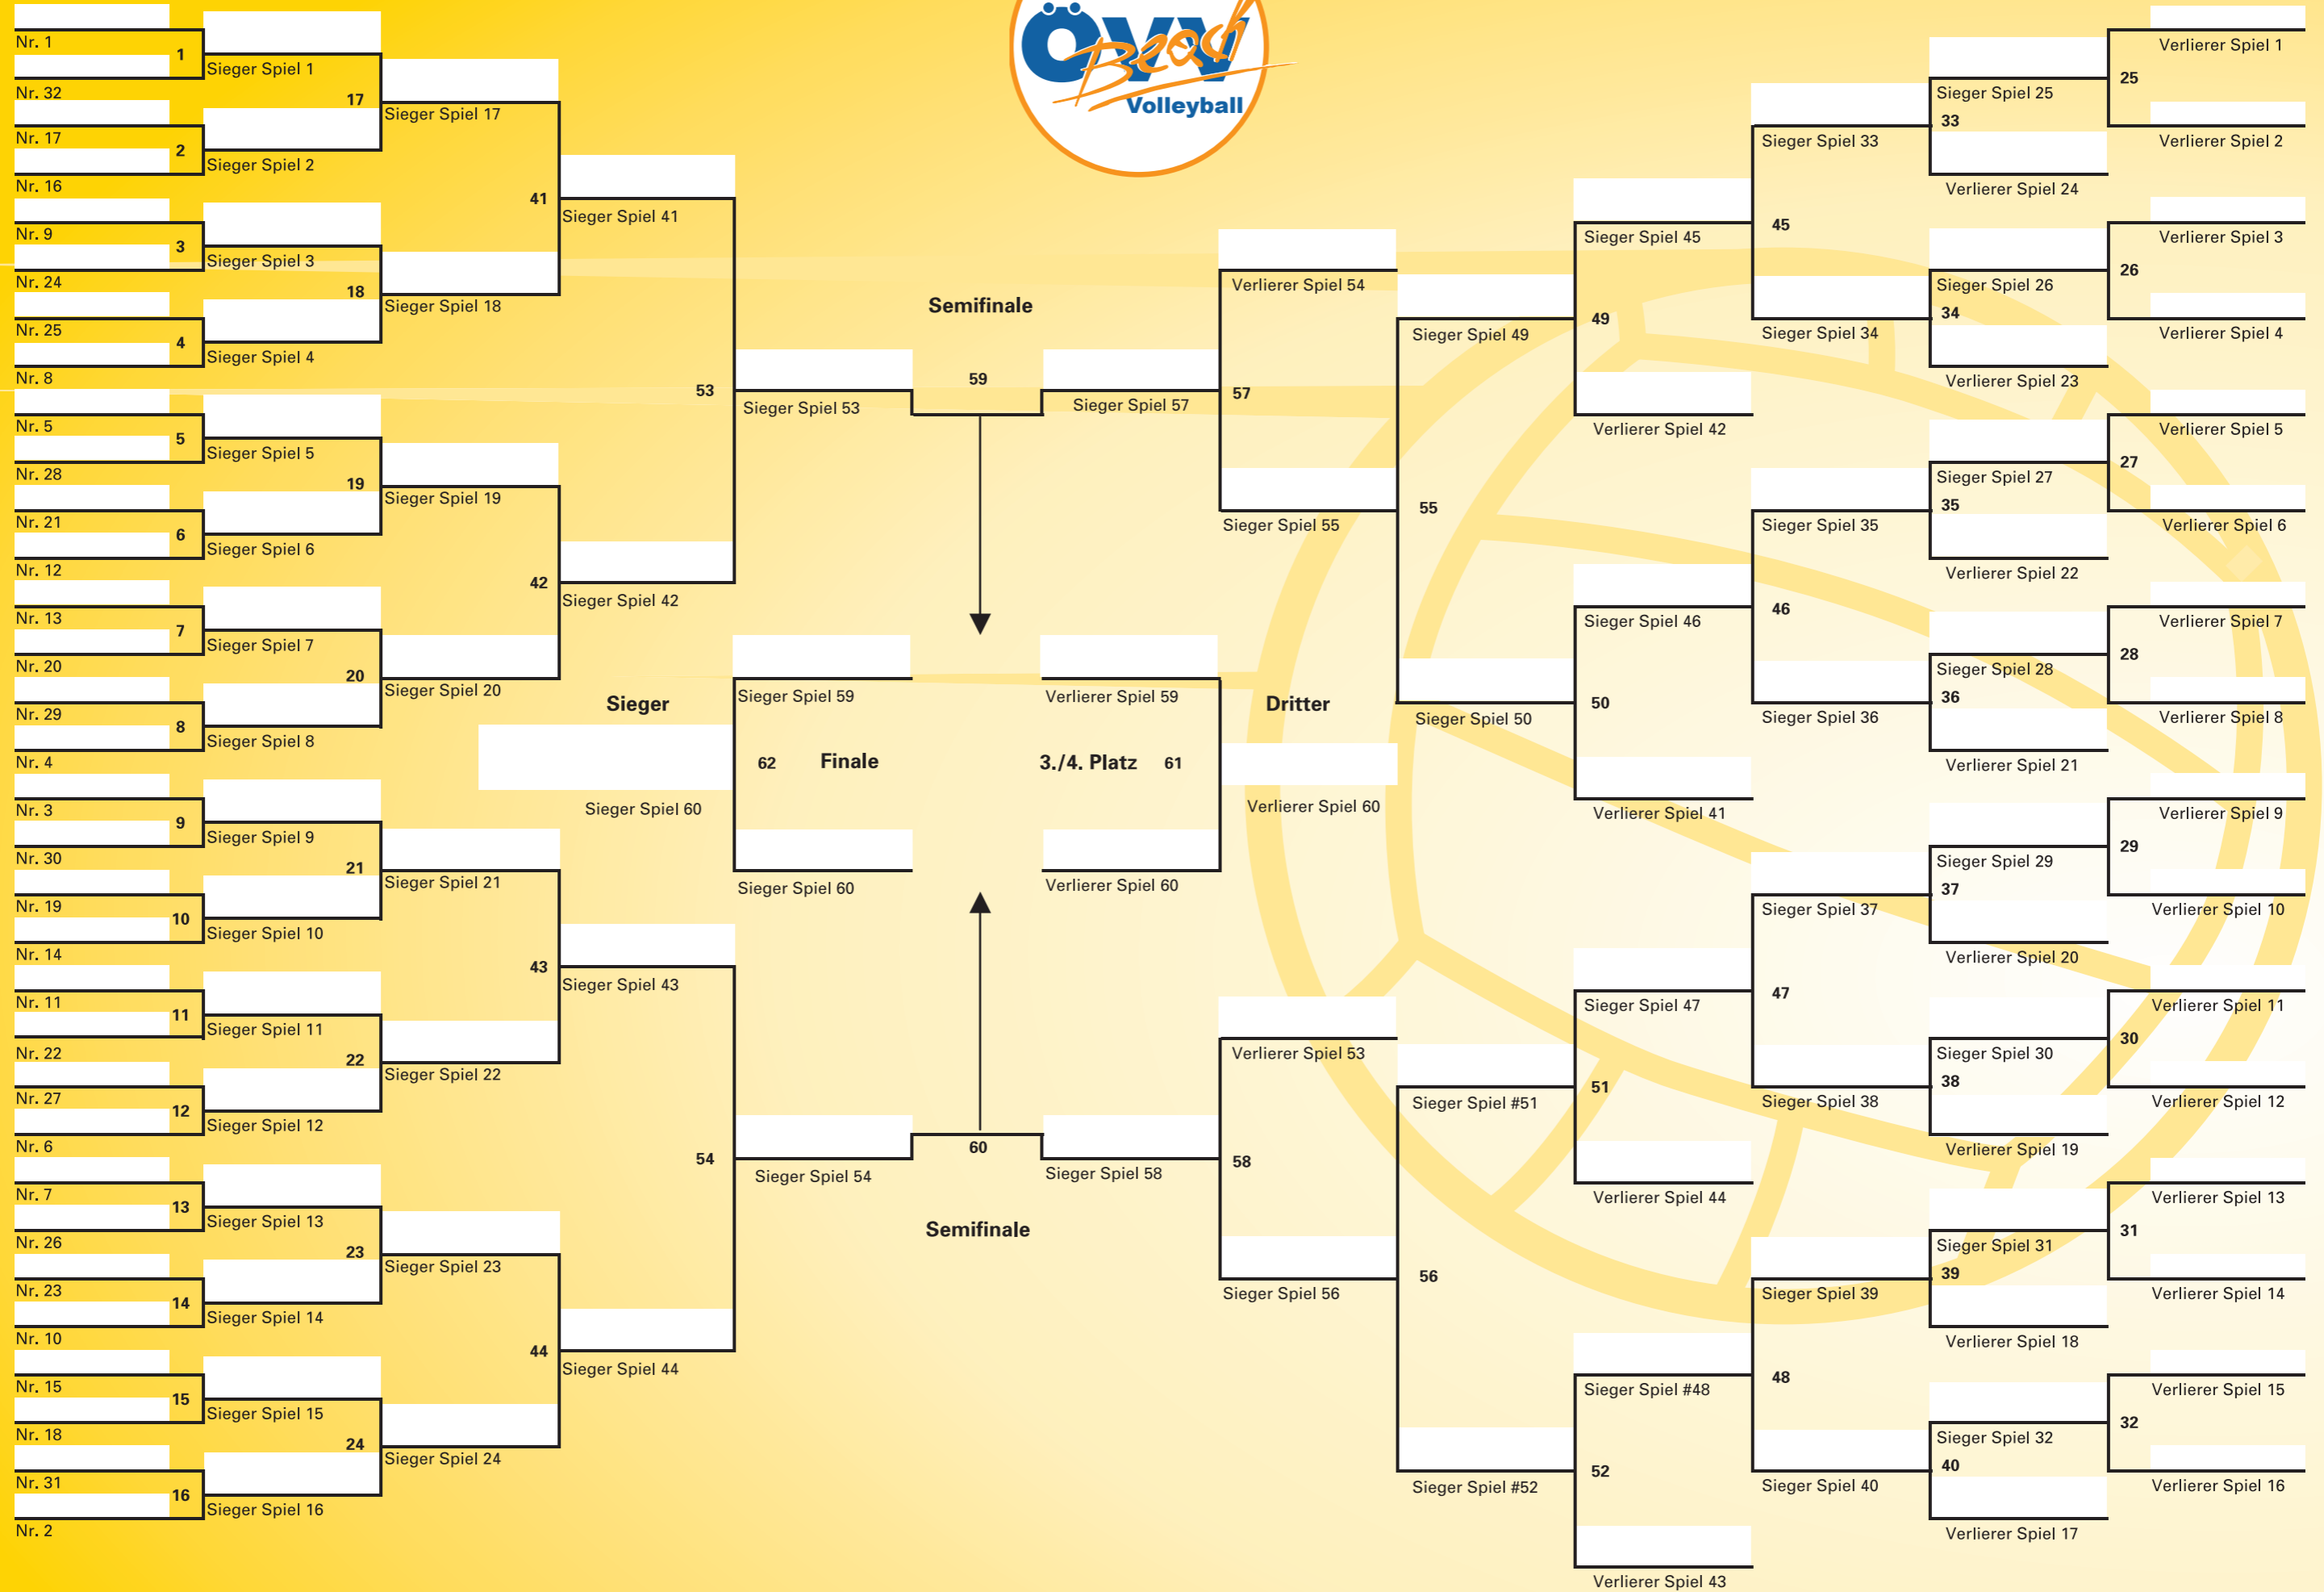 ÖVV
Beach
Volleyball
Nr. 1
1
Nr. 32
Sieger Spiel 1
17
Nr. 17
2
Nr. 16
Sieger Spiel 2
Sieger Spiel 17
41
Nr. 9
3
Nr. 24
Sieger Spiel 3
18
Nr. 25
4
Nr. 8
Sieger Spiel 4
Sieger Spiel 18
Sieger Spiel 41
53
Nr. 5
5
Nr. 28
Sieger Spiel 5
19
Nr. 21
6
Nr. 12
Sieger Spiel 6
Sieger Spiel 19
42
Nr. 13
7
Nr. 20
Sieger Spiel 7
20
Nr. 29
8
Nr. 4
Sieger Spiel 8
Sieger Spiel 20
Sieger Spiel 42
Nr. 3
9
Nr. 30
Sieger Spiel 9
21
Nr. 19
10
Nr. 14
Sieger Spiel 10
Sieger Spiel 21
43
Nr. 11
11
Nr. 22
Sieger Spiel 11
22
Nr. 27
12
Nr. 6
Sieger Spiel 12
Sieger Spiel 22
Sieger Spiel 43
54
Nr. 7
13
Nr. 26
Sieger Spiel 13
23
Nr. 23
14
Nr. 10
Sieger Spiel 14
Sieger Spiel 23
44
Nr. 15
15
Nr. 18
Sieger Spiel 15
24
Nr. 31
16
Nr. 2
Sieger Spiel 16
Sieger Spiel 24
Sieger Spiel 44
Semifinale
Sieger Spiel 53
59
Sieger Spiel 57
Sieger
Sieger Spiel 60
Sieger Spiel 59
62
Finale
Sieger Spiel 60
Verlierer Spiel 59
3./4. Platz
61
Verlierer Spiel 60
Dritter
Verlierer Spiel 60
Sieger Spiel 54
60
Sieger Spiel 58
Semifinale
Verlierer Spiel 54
57
Sieger Spiel 55
Verlierer Spiel 53
58
Sieger Spiel 56
Sieger Spiel 49
55
Sieger Spiel 50
Sieger Spiel #51
56
Sieger Spiel #52
Sieger Spiel 45
49
Verlierer Spiel 42
Sieger Spiel 46
50
Verlierer Spiel 41
Sieger Spiel 47
51
Verlierer Spiel 44
Sieger Spiel #48
52
Verlierer Spiel 43
Sieger Spiel 33
45
Sieger Spiel 34
Sieger Spiel 35
46
Sieger Spiel 36
Sieger Spiel 37
47
Sieger Spiel 38
Sieger Spiel 39
48
Sieger Spiel 40
Sieger Spiel 25
33
Verlierer Spiel 24
Sieger Spiel 26
34
Verlierer Spiel 23
Sieger Spiel 27
35
Verlierer Spiel 22
Sieger Spiel 28
36
Verlierer Spiel 21
Sieger Spiel 29
37
Verlierer Spiel 20
Sieger Spiel 30
38
Verlierer Spiel 19
Sieger Spiel 31
39
Verlierer Spiel 18
Sieger Spiel 32
40
Verlierer Spiel 17
Verlierer Spiel 1
25
Verlierer Spiel 2
Verlierer Spiel 3
26
Verlierer Spiel 4
Verlierer Spiel 5
27
Verlierer Spiel 6
Verlierer Spiel 7
28
Verlierer Spiel 8
Verlierer Spiel 9
29
Verlierer Spiel 10
Verlierer Spiel 11
30
Verlierer Spiel 12
Verlierer Spiel 13
31
Verlierer Spiel 14
Verlierer Spiel 15
32
Verlierer Spiel 16